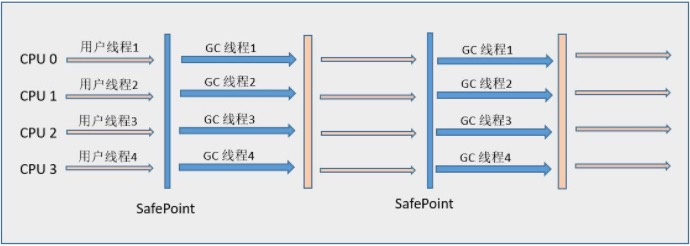 CPU 0 用户线程1 GC 线程1 GC 线程1
CPU 1 用户线程2 GC 线程2 GC 线程2
CPU 2 用户线程3 GC 线程3 GC 线程3
CPU 3 用户线程4 GC 线程4 GC 线程4
SafePoint SafePoint